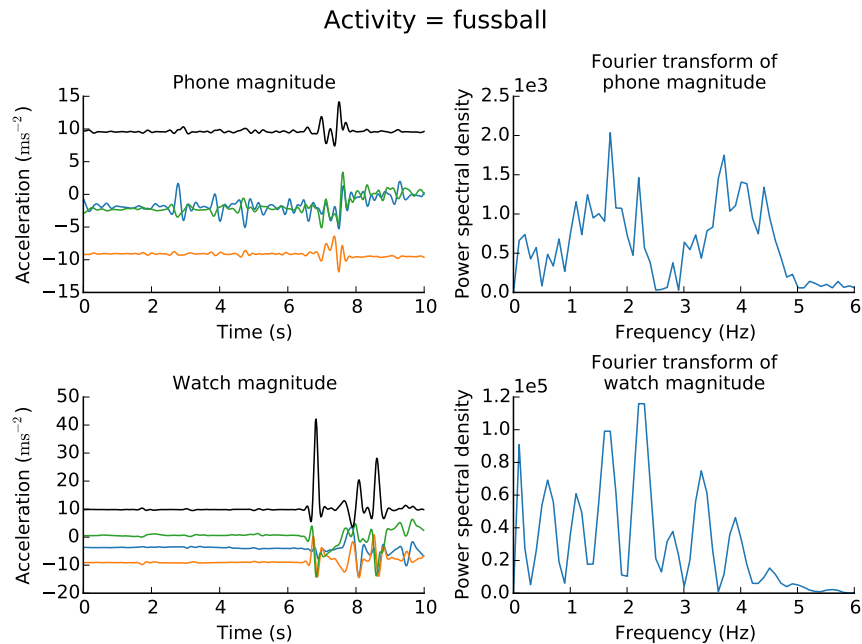 Activity = fussball
Phone magnitude
Acceleration (ms⁻²)
15
10
5
0
−5
−10
−15
0 2 4 6 8 10
Time (s)
Fourier transform of
phone magnitude
1e3
Power spectral density
2.5
2.0
1.5
1.0
0.5
0.0
0 1 2 3 4 5 6
Frequency (Hz)
Watch magnitude
Acceleration (ms⁻²)
50
40
30
20
10
0
−10
−20
0 2 4 6 8 10
Time (s)
Fourier transform of
watch magnitude
1e5
Power spectral density
1.2
1.0
0.8
0.6
0.4
0.2
0.0
0 1 2 3 4 5 6
Frequency (Hz)